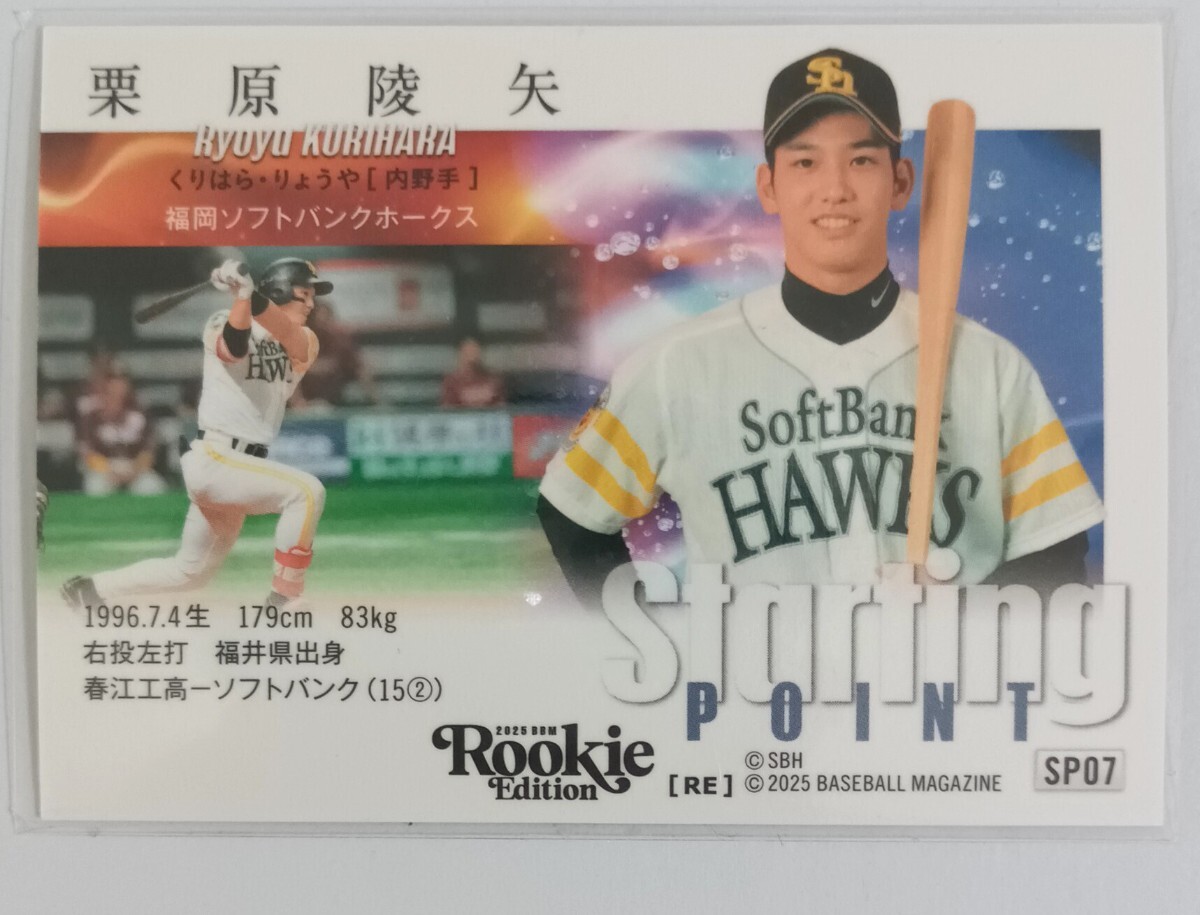 栗原陵矢
Ryoya KURIHARA
くりはら・りょうや[内野手]
福岡ソフトバンクホークス
Sh
SoftBank
HAWKS
1996.7.4生 179cm 83kg
右投左打 福井県出身
春江工高ーソフトバンク(15②)
Starting
POINT
2025 BBM
Rookie
Edition
[RE]
©SBH
©2025 BASEBALL MAGAZINE
SP07